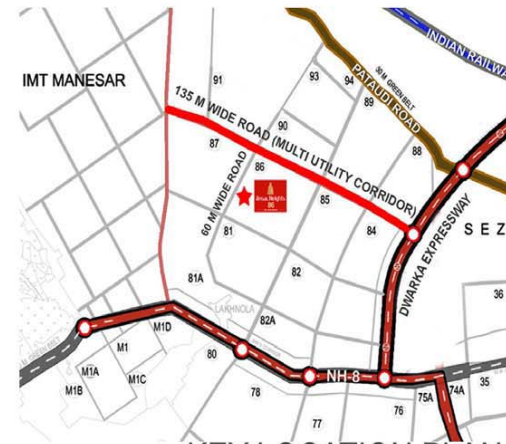 INDIAN RAILWA
IMT MANESAR
91
93
94
30 M GREEN BELT
PATAUDI ROAD
89
135 M WIDE ROAD (MULTI UTILITY CORRIDOR)
90
87
86
88
60 M WIDE ROAD
85
81
84
SEZ
DWARKA EXPRESSWAY
82
81A
36
LAKHNOLA
82A
M1D
M1
80
M1A
M1C
M1B
NH-8
78
76
75A
74A
35
77